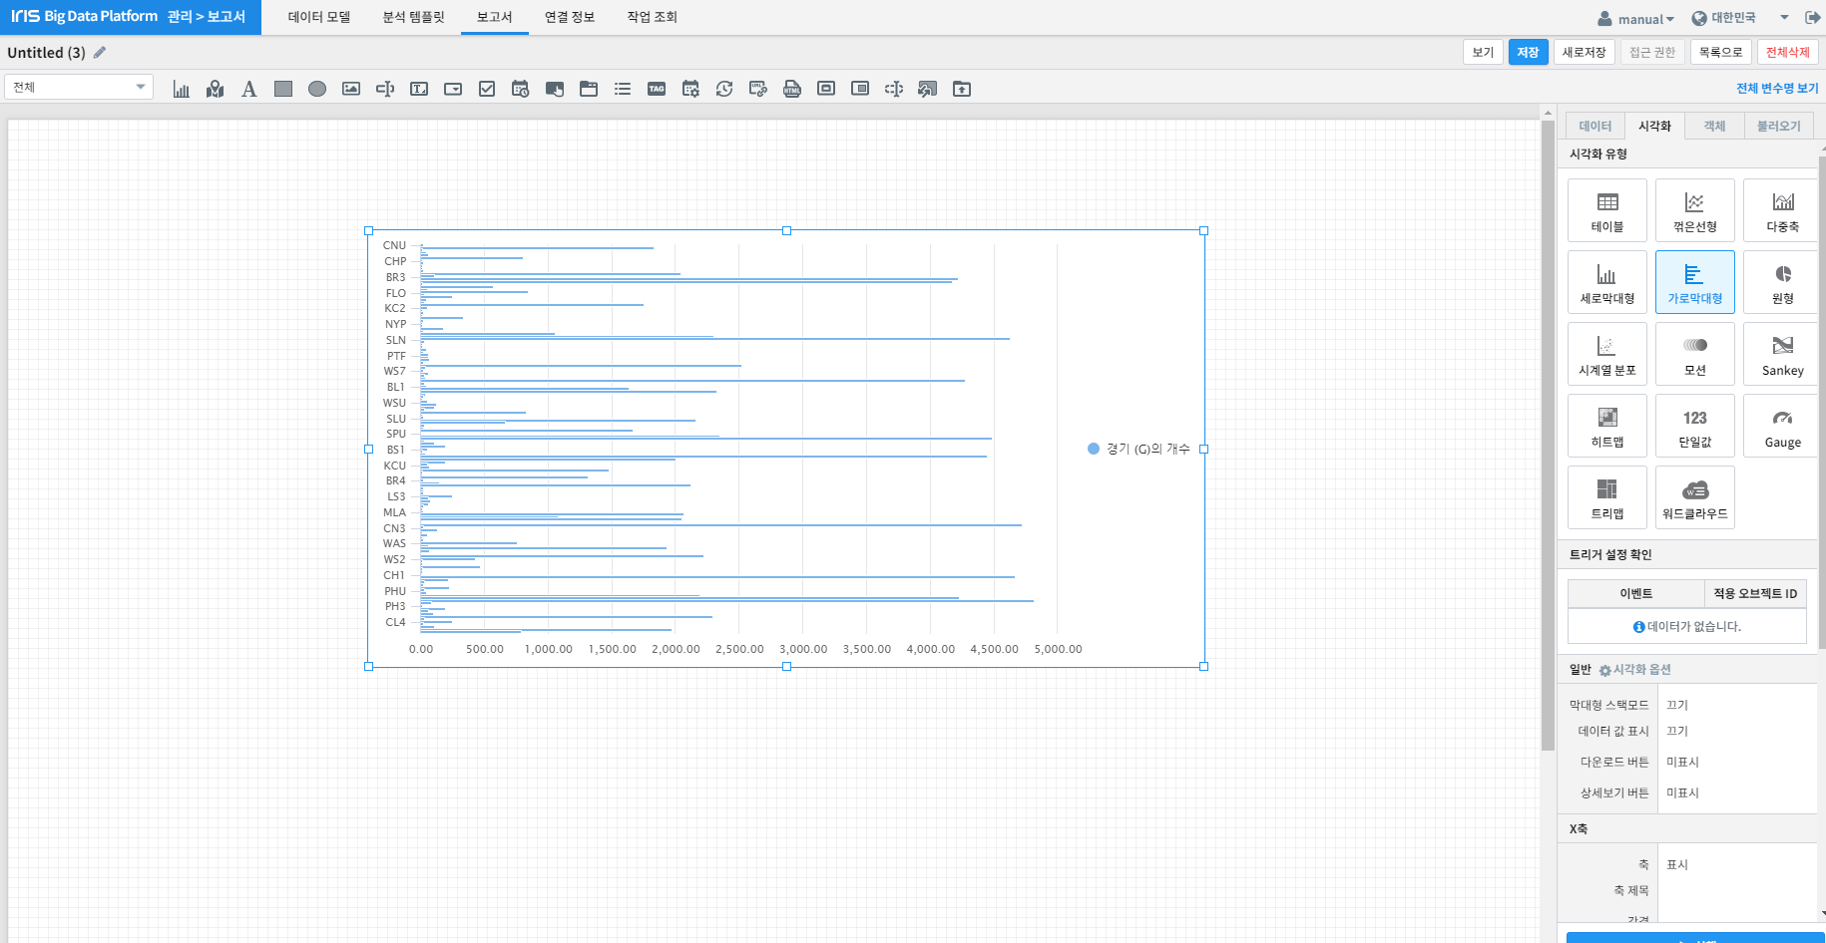 IRIS Big Data Platform 관리 > 보고서
데이터 모델 분석 템플릿 보고서 연결 정보 작업 조회
manual 대한민국
Untitled (3)
보기 저장 새로저장 접근 권한 목록으로 전체삭제
전체
A
T
TAG
URL
HTML
전체 변수명 보기
데이터 시각화 객체 불러오기
시각화 유형
테이블 꺾은선형 다중축
세로막대형 가로막대형 원형
시계열 분포 모션 Sankey
123
히트맵 단일값 Gauge
W
트리맵 워드클라우드
트리거 설정 확인
이벤트 적용 오브젝트 ID
데이터가 없습니다.
일반 시각화 옵션
막대형 스택모드 끄기
데이터 값 표시 끄기
다운로드 버튼 미표시
상세보기 버튼 미표시
X축
축 표시
축 제목
간격
CNU
CHP
BR3
FLO
KC2
NYP
SLN
PTF
WS7
BL1
WSU
SLU
SPU
BS1
KCU
BR4
LS3
MLA
CN3
WAS
WS2
CH1
PHU
PH3
CL4
0.00 500.00 1,000.00 1,500.00 2,000.00 2,500.00 3,000.00 3,500.00 4,000.00 4,500.00 5,000.00
경기 (G)의 개수